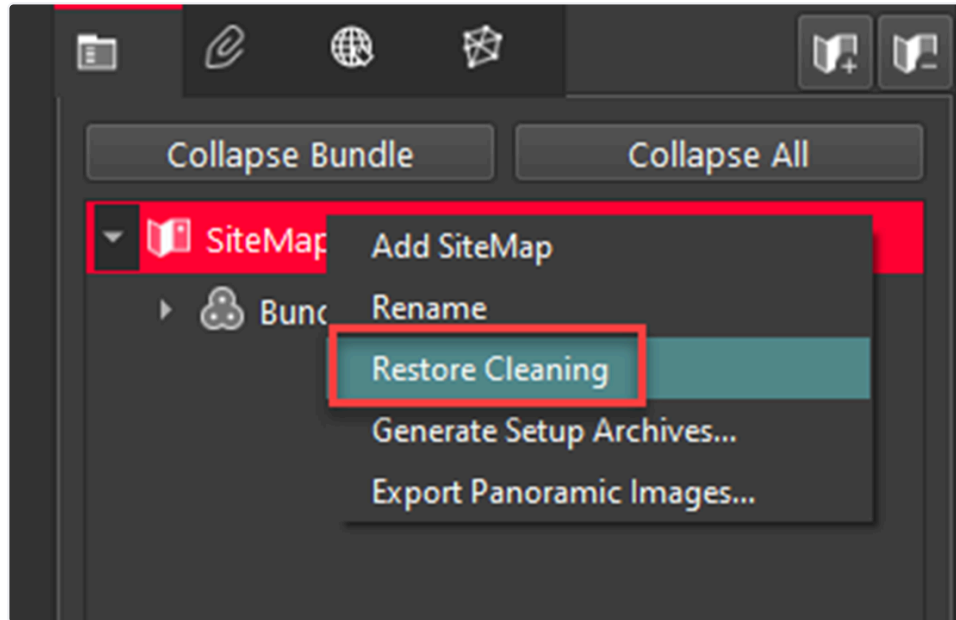 Collapse Bundle
Collapse All
SiteMap
Add SiteMap
Rename
Restore Cleaning
Generate Setup Archives...
Export Panoramic Images...